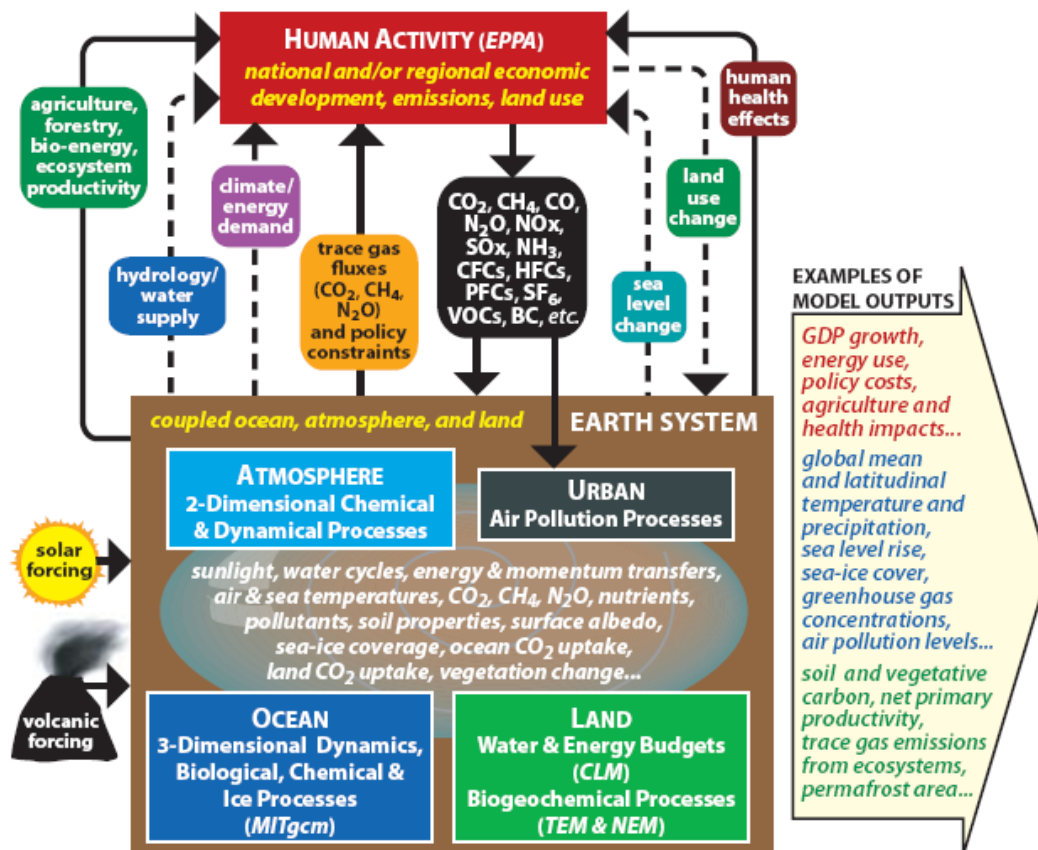 HUMAN ACTIVITY (EPPA)
national and/or regional economic
development, emissions, land use
agriculture,
forestry,
bio-energy,
ecosystem
productivity
hydrology/
water
supply
climate/
energy
demand
trace gas
fluxes
(CO₂, CH₄,
N₂O)
and policy
constraints
CO₂, CH₄, CO,
N₂O, NOx,
SOx, NH₃,
CFCs, HFCs,
PFCs, SF₆,
VOCs, BC, etc.
sea
level
change
land
use
change
human
health
effects
coupled ocean, atmosphere, and land
EARTH SYSTEM
ATMOSPHERE
2-Dimensional Chemical
& Dynamical Processes
URBAN
Air Pollution Processes
solar
forcing
volcanic
forcing
sunlight, water cycles, energy & momentum transfers,
air & sea temperatures, CO₂, CH₄, N₂O, nutrients,
pollutants, soil properties, surface albedo,
sea-ice coverage, ocean CO₂ uptake,
land CO₂ uptake, vegetation change...
OCEAN
3-Dimensional Dynamics,
Biological, Chemical &
Ice Processes
(MITgcm)
LAND
Water & Energy Budgets
(CLM)
Biogeochemical Processes
(TEM & NEM)
EXAMPLES OF
MODEL OUTPUTS
GDP growth,
energy use,
policy costs,
agriculture and
health impacts...
global mean
and latitudinal
temperature and
precipitation,
sea level rise,
sea-ice cover,
greenhouse gas
concentrations,
air pollution levels...
soil and vegetative
carbon, net primary
productivity,
trace gas emissions
from ecosystems,
permafrost area...